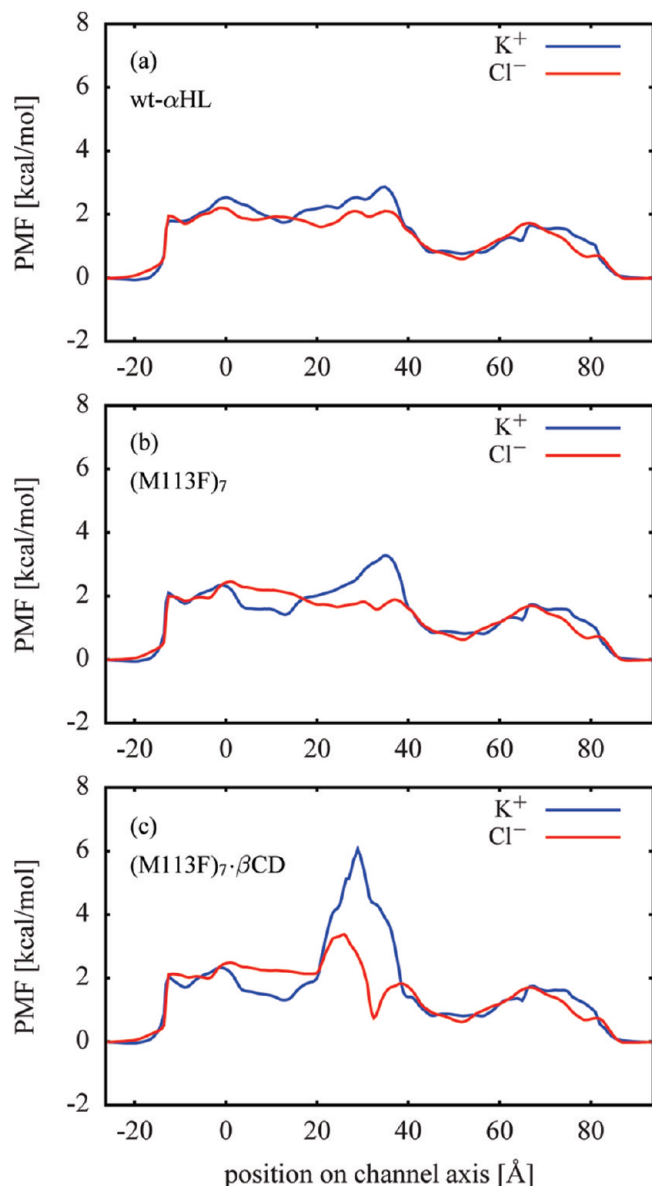 8
6
4
2
0
-2
PMF [kcal/mol]
(a)
wt-αHL
K⁺
Cl⁻
-20 0 20 40 60 80
8
6
4
2
0
-2
PMF [kcal/mol]
(b)
(M113F)₇
K⁺
Cl⁻
-20 0 20 40 60 80
8
6
4
2
0
-2
PMF [kcal/mol]
(c)
(M113F)₇·βCD
K⁺
Cl⁻
-20 0 20 40 60 80
position on channel axis [Å]